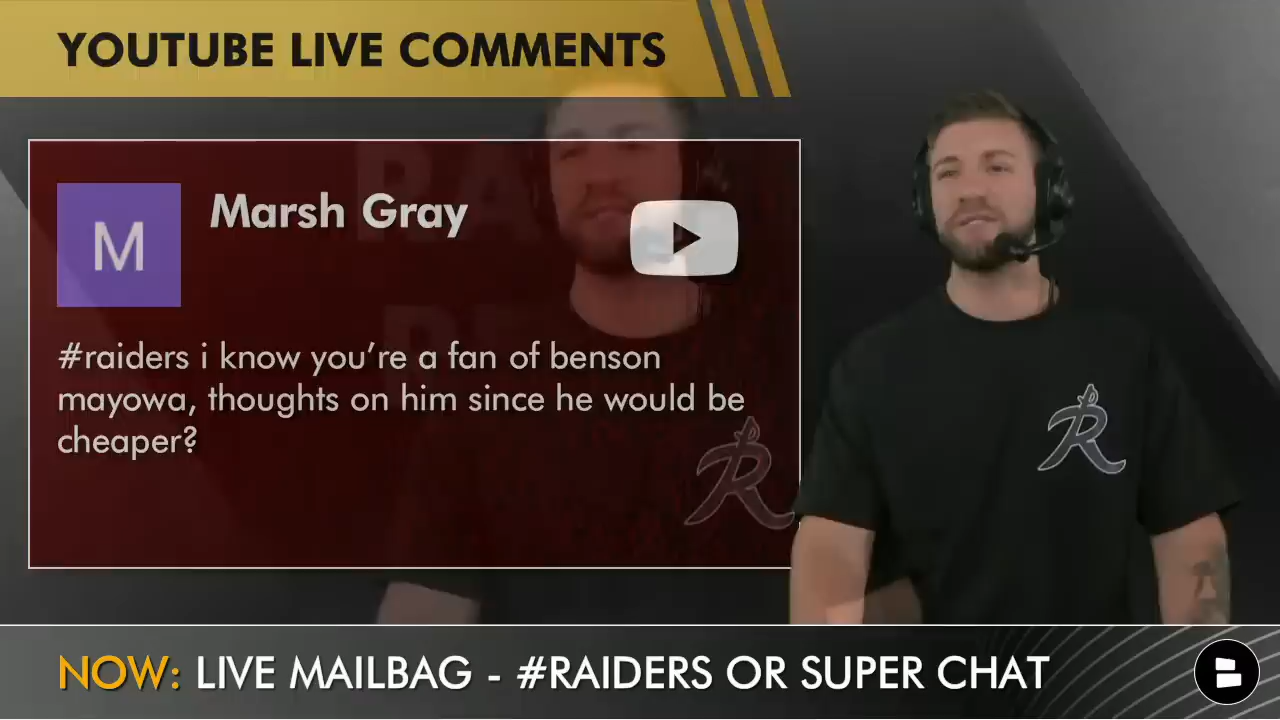 YOUTUBE LIVE COMMENTS
M
Marsh Gray
#raiders i know you're a fan of benson
mayowa, thoughts on him since he would be
cheaper?
R
R
NOW: LIVE MAILBAG - #RAIDERS OR SUPER CHAT